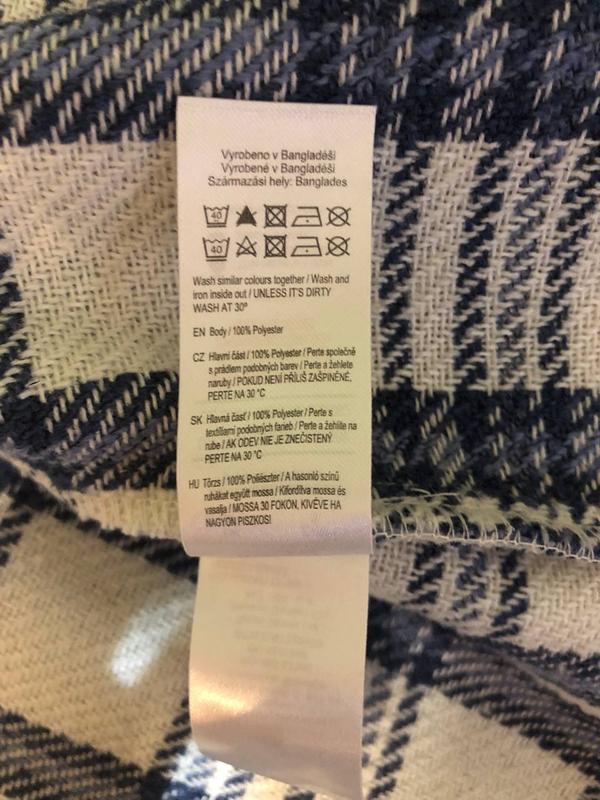 Vyrobeno v Bangladéši
Vyrobené v Bangladéši
Származási hely: Banglades
40
40
Wash similar colours together / Wash and
iron inside out / UNLESS IT'S DIRTY
WASH AT 30º
EN Body / 100% Polyester
CZ Hlavní část / 100% Polyester / Perte společně
s prádlem podobných barev / Perte a žehlete
naruby / POKUD NENÍ PŘÍLIŠ ZAŠPINĚNÉ,
PERTE NA 30 °C
SK Hlavná časť / 100% Polyester / Perte s
textíliami podobných farieb / Perte a žehlite na
rube / AK ODEV NIE JE ZNEČISTENÝ
PERTE NA 30 °C
HU Törzs / 100% Poliészter / A hasonló színű
ruhákat együtt mossa / Kifordítva mossa és
vasalja / MOSSA 30 FOKON, KIVÉVE HA
NAGYON PISZKOS!